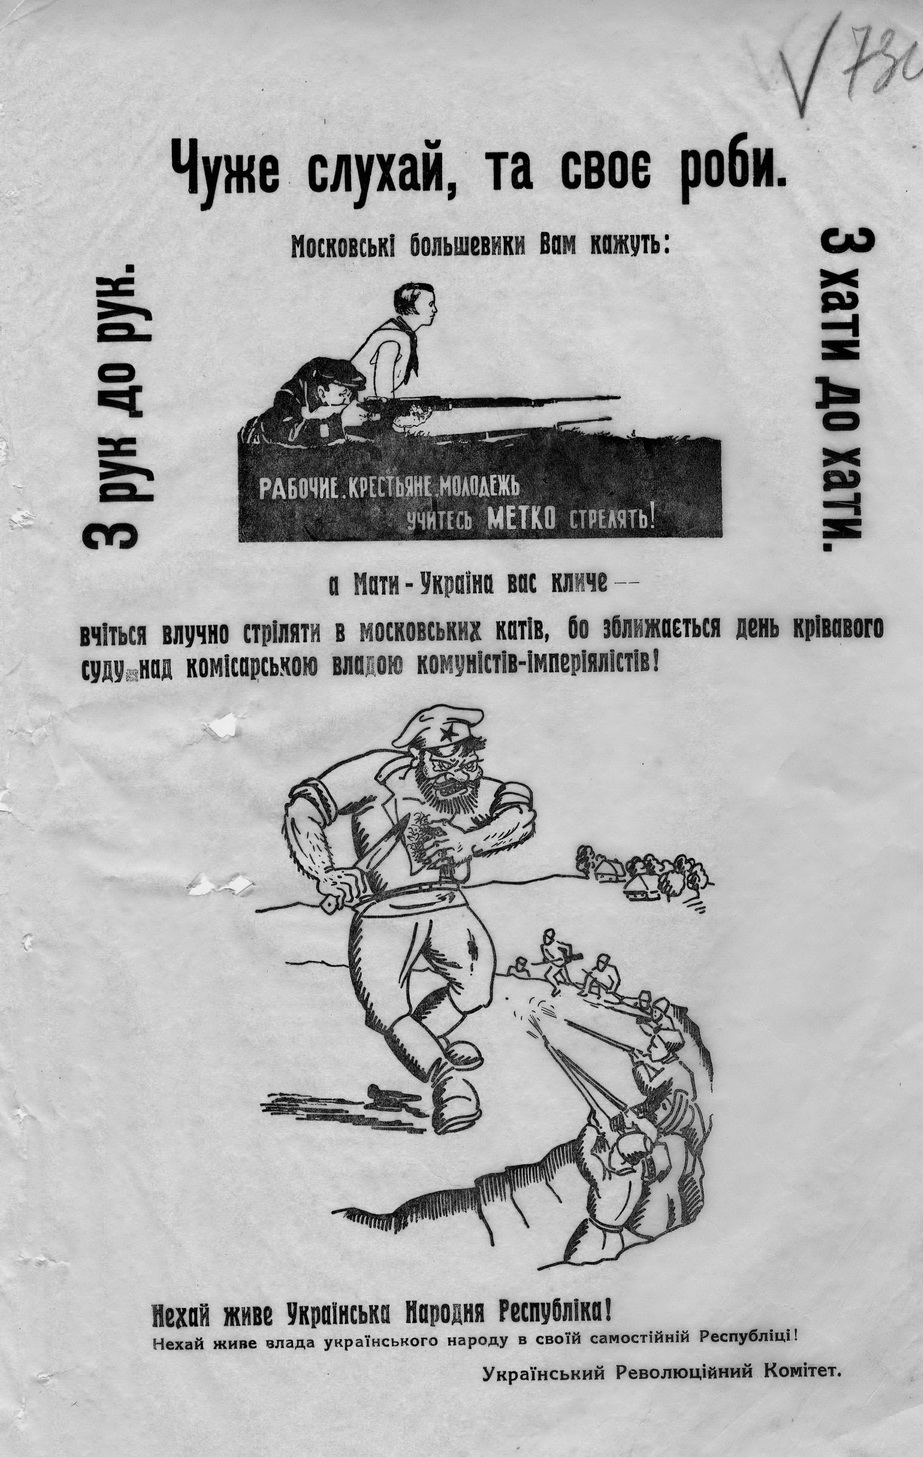 Чуже слухай, та своє роби.
Московські большевики Вам кажуть:
З рук до рук.
З хати до хати.
РАБОЧИЕ, КРЕСТЬЯНЕ, МОЛОДЕЖЬ
УЧИТЕСЬ МЕТКО СТРЕЛЯТЬ!
а Мати-Україна вас кличе —
вчіться влучно стріляти в московських катів, бо зближається день крівавого
суду над комісарською владою комуністів-імперіялістів!
Нехай живе Українська Народня Республіка!
Нехай живе влада українського народу в своїй самостійній Республіці!
Український Революційний Комітет.